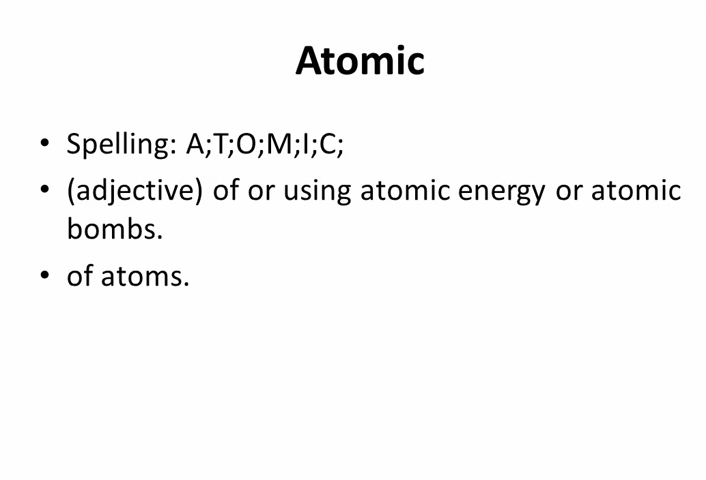 Atomic
• Spelling: A;T;O;M;I;C;
• (adjective) of or using atomic energy or atomic
bombs.
• of atoms.